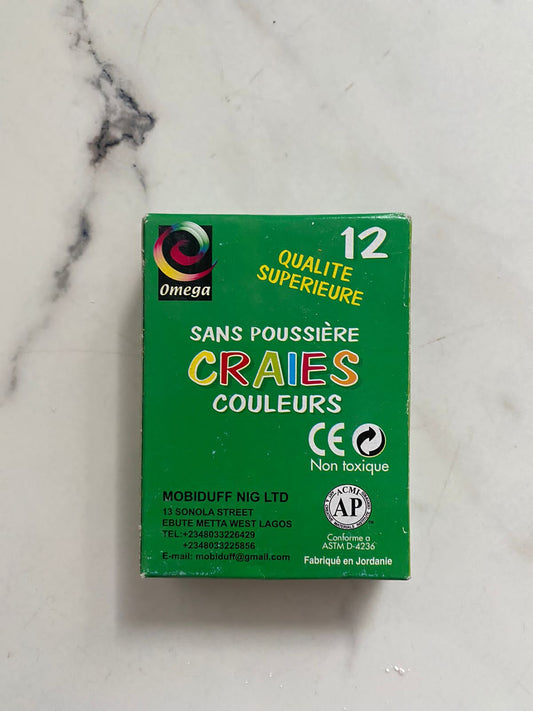 Omega
12
QUALITE
SUPERIEURE
SANS POUSSIÈRE
CRAIES
COULEURS
CE
Non toxique
MOBIDUFF NIG LTD
13 SONOLA STREET
EBUTE METTA WEST LAGOS
TEL:+2348033226429
+2348033225856
E-mail: mobiduff@gmail.com
ACMI
AP
Conforme a
ASTM D-4236
Fabriqué en Jordanie